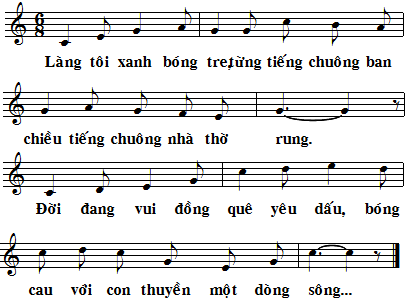 6
8
Làng tôi xanh bóng tre,từng tiếng chuông ban
chiều tiếng chuông nhà thờ rung.
Đời đang vui đồng quê yêu dấu, bóng
cau với con thuyền một dòng sông...